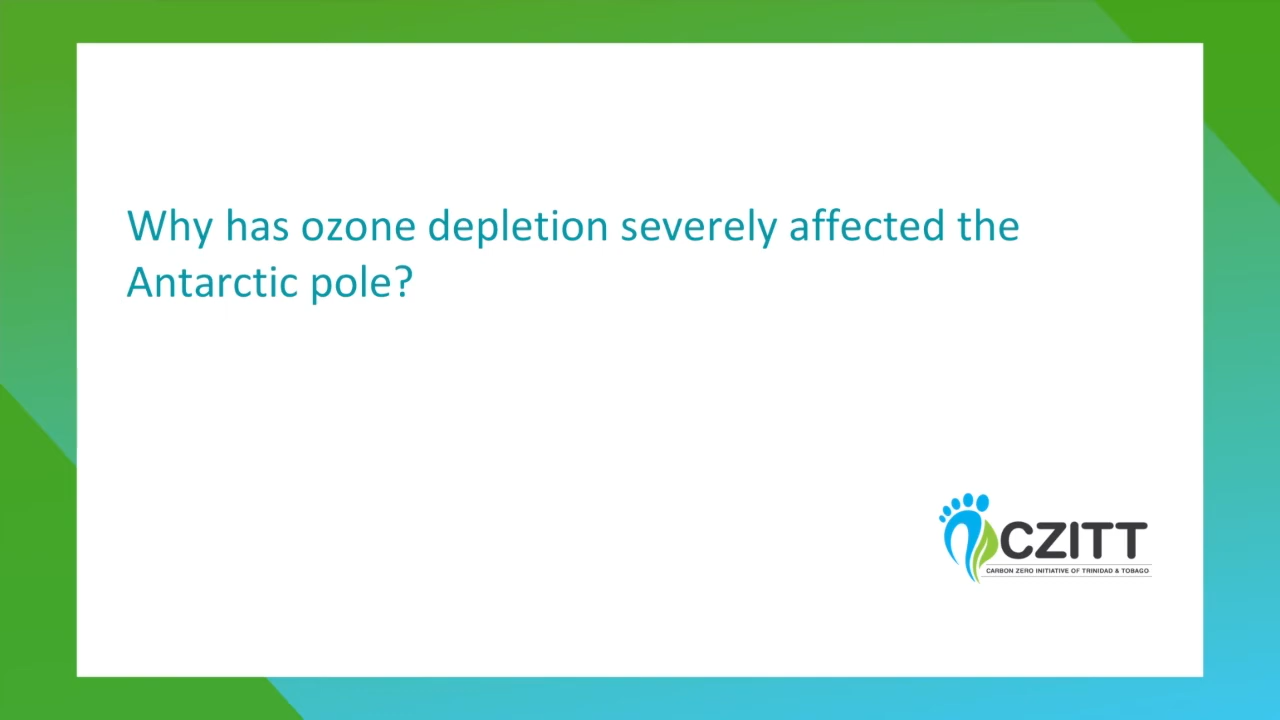 Why has ozone depletion severely affected the
Antarctic pole?
CZITT
CARBON ZERO INITIATIVE OF TRINIDAD & TOBAGO